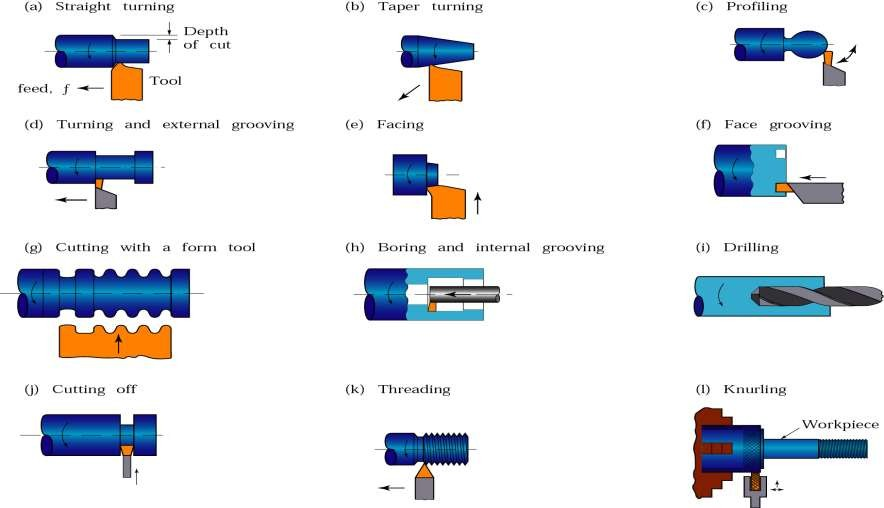 (a) Straight turning
Depth
of cut
Tool
feed, f
(b) Taper turning
(c) Profiling
(d) Turning and external grooving
(e) Facing
(f) Face grooving
(g) Cutting with a form tool
(h) Boring and internal grooving
(i) Drilling
(j) Cutting off
(k) Threading
(l) Knurling
Workpiece